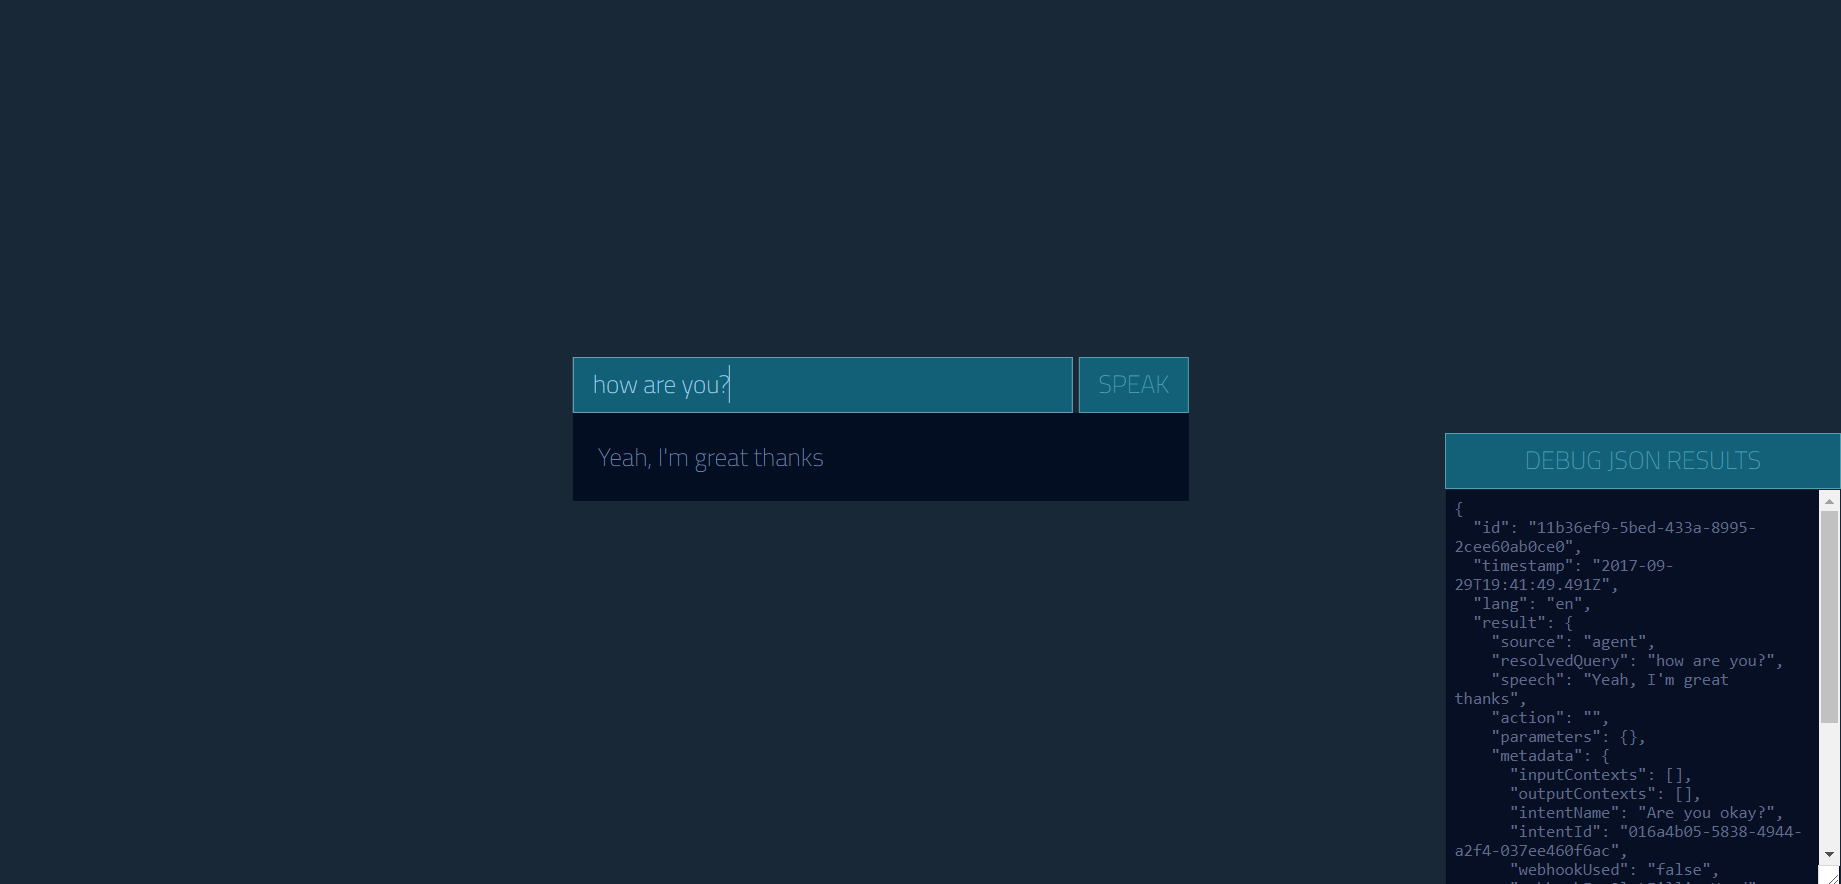 how are you?
SPEAK
Yeah, I'm great thanks
DEBUG JSON RESULTS
{
"id": "11b36ef9-5bed-433a-8995-
2cee60ab0ce0",
"timestamp": "2017-09-
29T19:41:49.491Z",
"lang": "en",
"result": {
"source": "agent",
"resolvedQuery": "how are you?",
"speech": "Yeah, I'm great
thanks",
"action": "",
"parameters": {},
"metadata": {
"inputContexts": [],
"outputContexts": [],
"intentName": "Are you okay?",
"intentId": "016a4b05-5838-4944-
a2f4-037ee460f6ac",
"webhookUsed": "false",